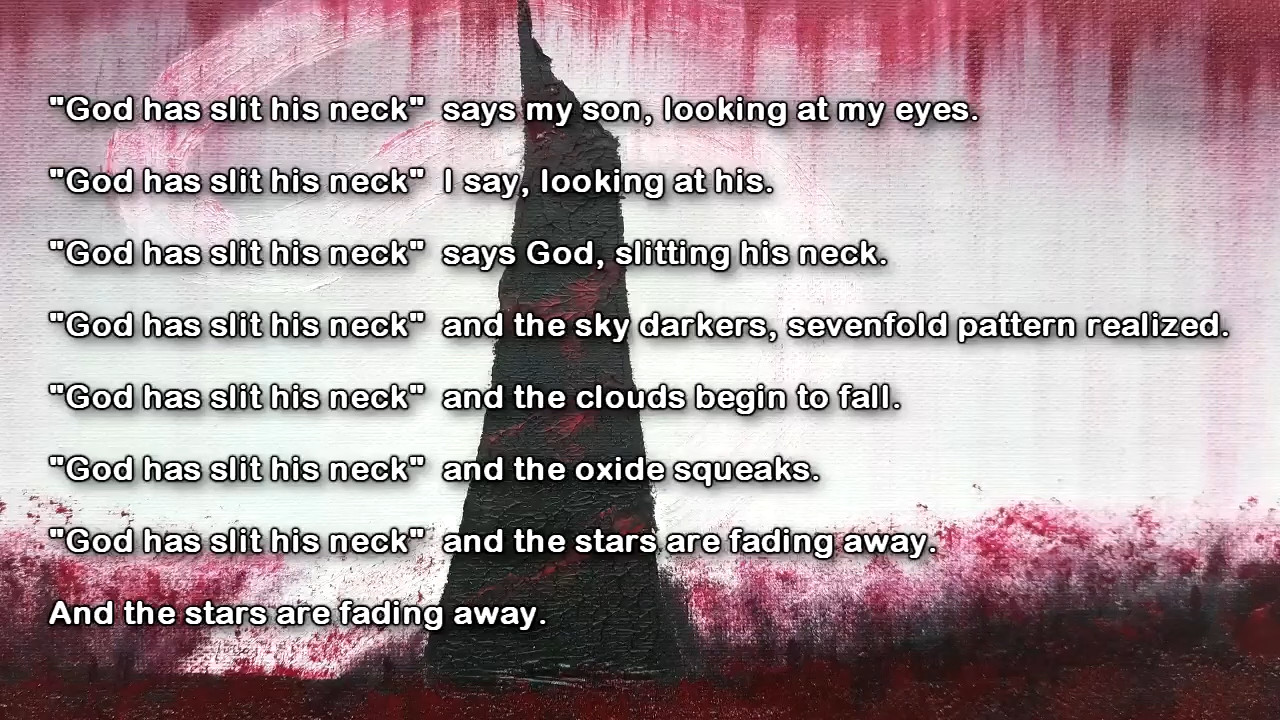 "God has slit his neck"  says my son, looking at my eyes.
"God has slit his neck"  I say, looking at his.
"God has slit his neck"  says God, slitting his neck.
"God has slit his neck"  and the sky darkers, sevenfold pattern realized.
"God has slit his neck"  and the clouds begin to fall.
"God has slit his neck"  and the oxide squeaks.
"God has slit his neck"  and the stars are fading away.
And the stars are fading away.